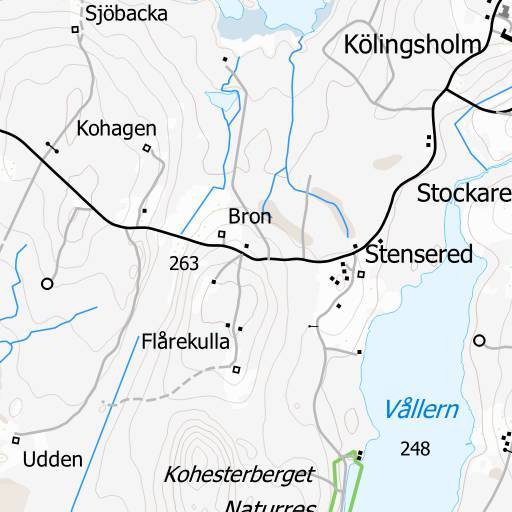 Sjöbacka
Kölingsholm
Kohagen
Stockare
Bron
263
Stensered
Flårekulla
Vållern
248
Udden
Kohesterberget
Naturres